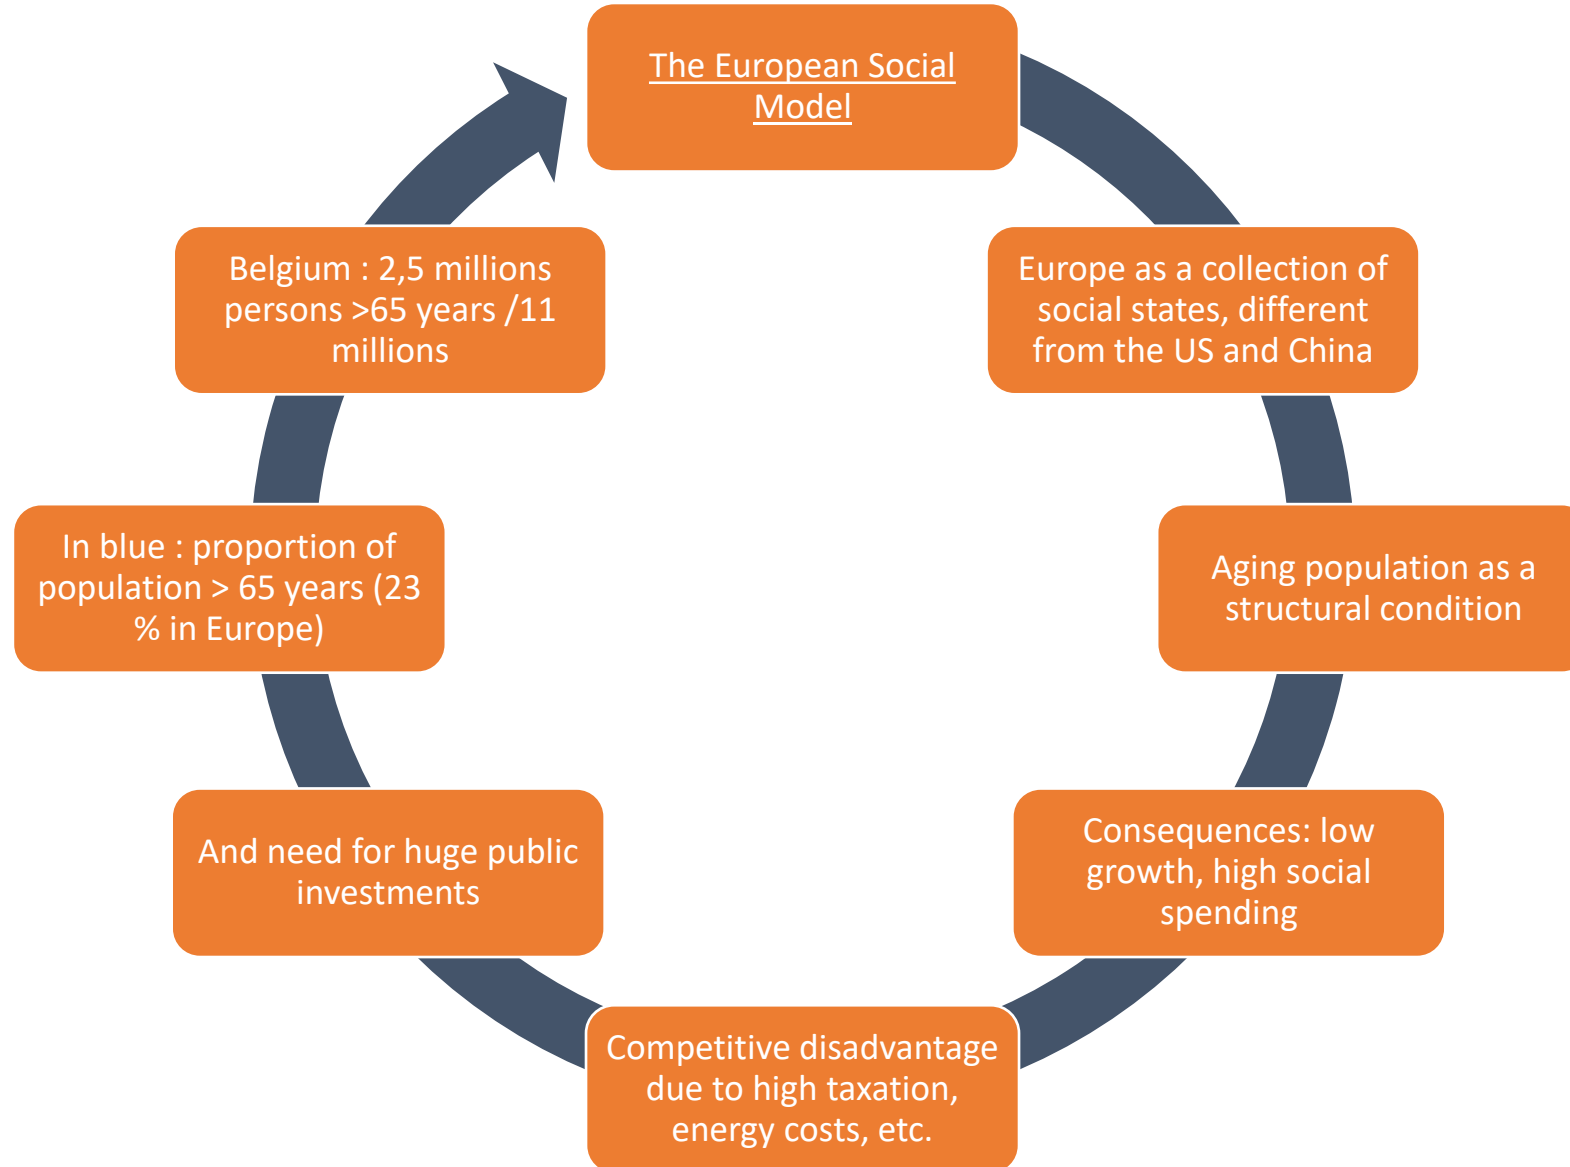 The European Social
Model
Europe as a collection of
social states, different
from the US and China
Aging population as a
structural condition
Consequences: low
growth, high social
spending
Competitive disadvantage
due to high taxation,
energy costs, etc.
And need for huge public
investments
In blue : proportion of
population > 65 years (23
% in Europe)
Belgium : 2,5 millions
persons >65 years /11
millions